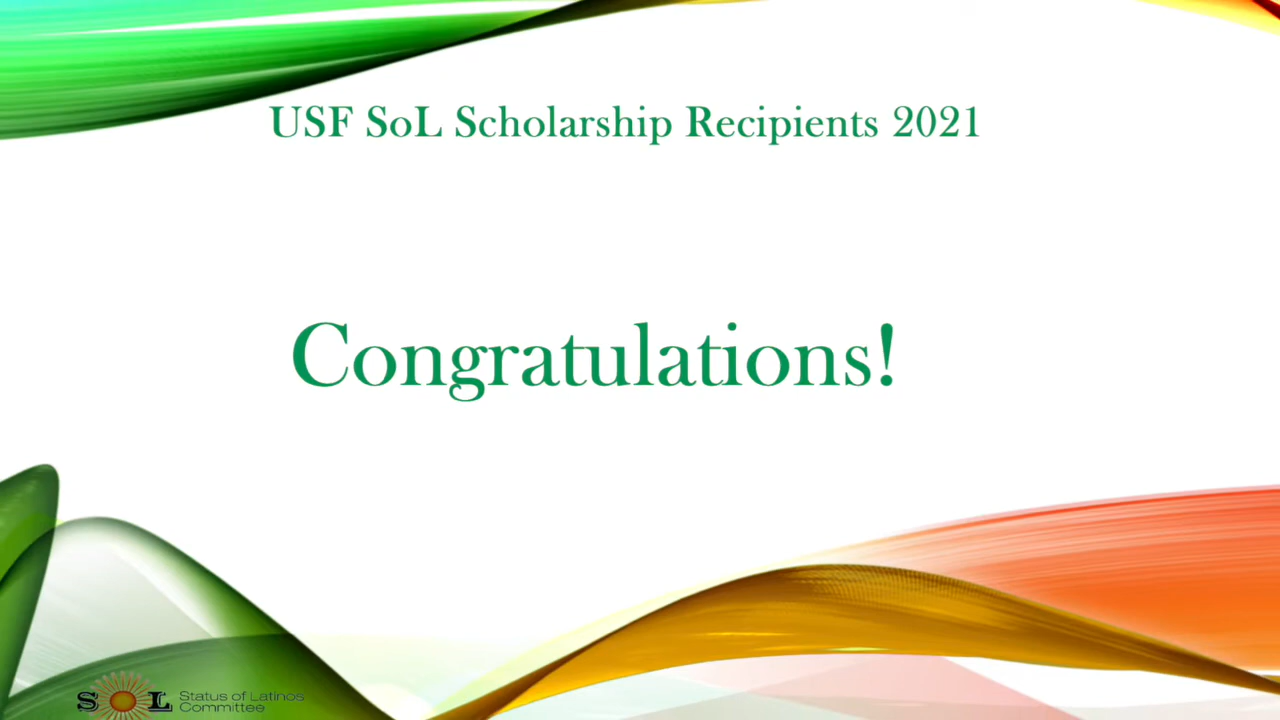 USF SoL Scholarship Recipients 2021
Congratulations!
SOL Status of Latinos
Committee